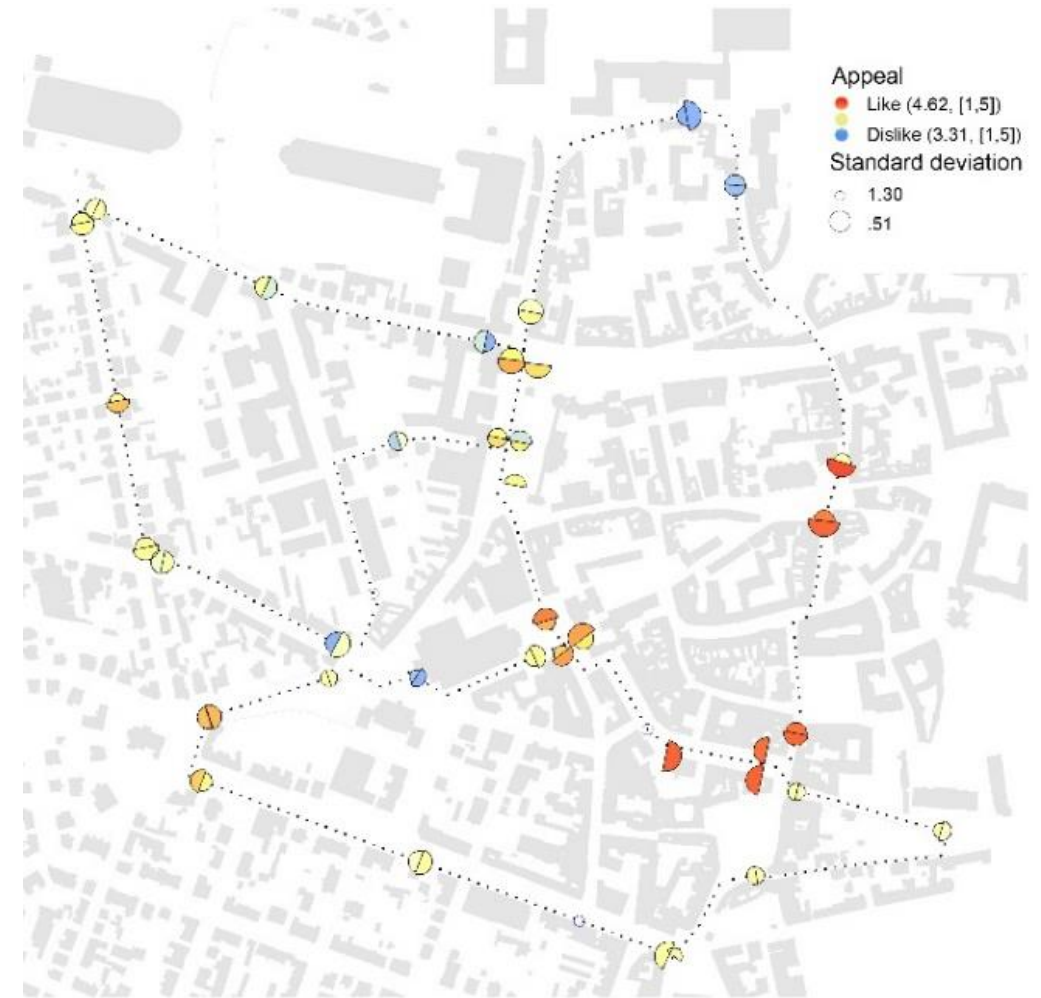 Appeal
Like (4.62, [1,5])
Dislike (3.31, [1,5])
Standard deviation
1.30
.51